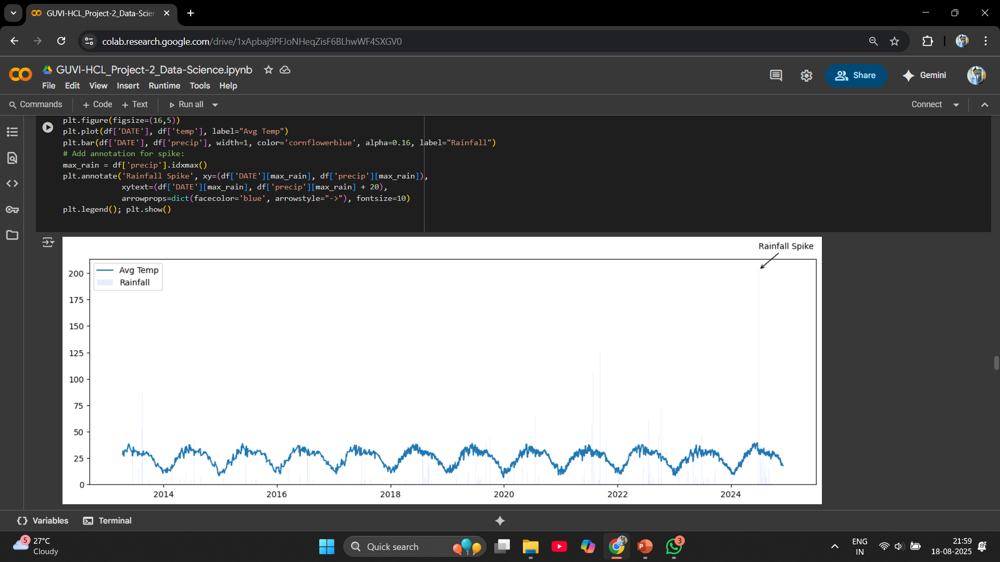 GUVI-HCL_Project-2_Data-Scien
colab.research.google.com/drive/1xApbaj9PFJoNHeqZisF6BLhwWF4SXGV0
GUVI-HCL_Project-2_Data-Science.ipynb
File Edit View Insert Runtime Tools Help
Share
Gemini
Commands + Code + Text Run all
Connect
plt.figure(figsize=(16,5))
plt.plot(df['DATE'], df['temp'], label="Avg Temp")
plt.bar(df['DATE'], df['precip'], width=1, color='cornflowerblue', alpha=0.16, label="Rainfall")
# Add annotation for spike:
max_rain = df['precip'].idxmax()
plt.annotate('Rainfall Spike', xy=(df['DATE'][max_rain], df['precip'][max_rain]),
xytext=(df['DATE'][max_rain], df['precip'][max_rain] + 20),
arrowprops=dict(facecolor='blue', arrowstyle="->"), fontsize=10)
plt.legend(); plt.show()
Rainfall Spike
Avg Temp
Rainfall
200
175
150
125
100
75
50
25
0
2014 2016 2018 2020 2022 2024
Variables Terminal
5
27°C
Cloudy
Quick search
3
ENG
IN
21:59
18-08-2025